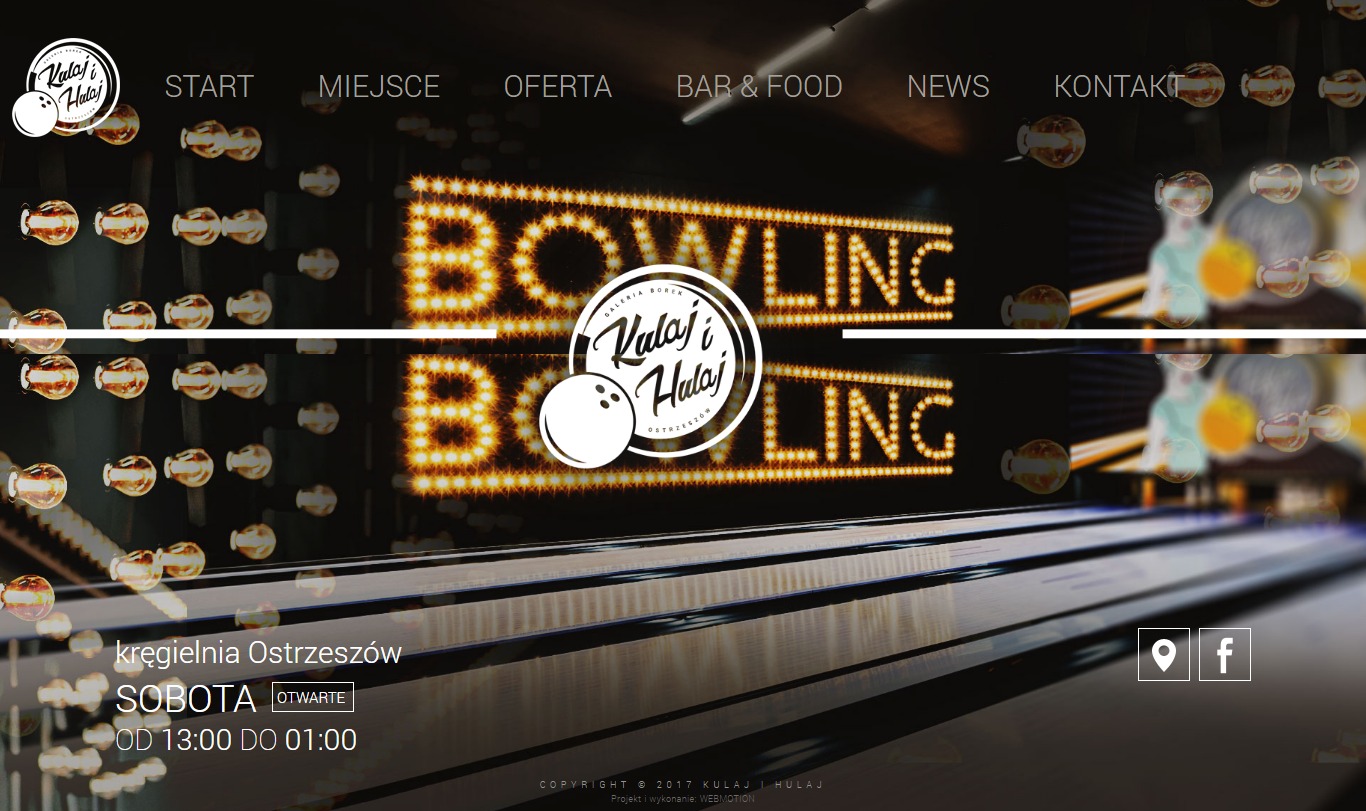 Kulaj i
Hulaj
START MIEJSCE OFERTA BAR & FOOD NEWS KONTAKT
BOWLING
GALERIA BOREK
Kulaj i
Hulaj
OSTRZESZÓW
BOWLING
kręgielnia Ostrzeszów
SOBOTA OTWARTE
OD 13:00 DO 01:00
COPYRIGHT © 2017 KULAJ I HULAJ
Projekt i wykonanie: WEBMOTION